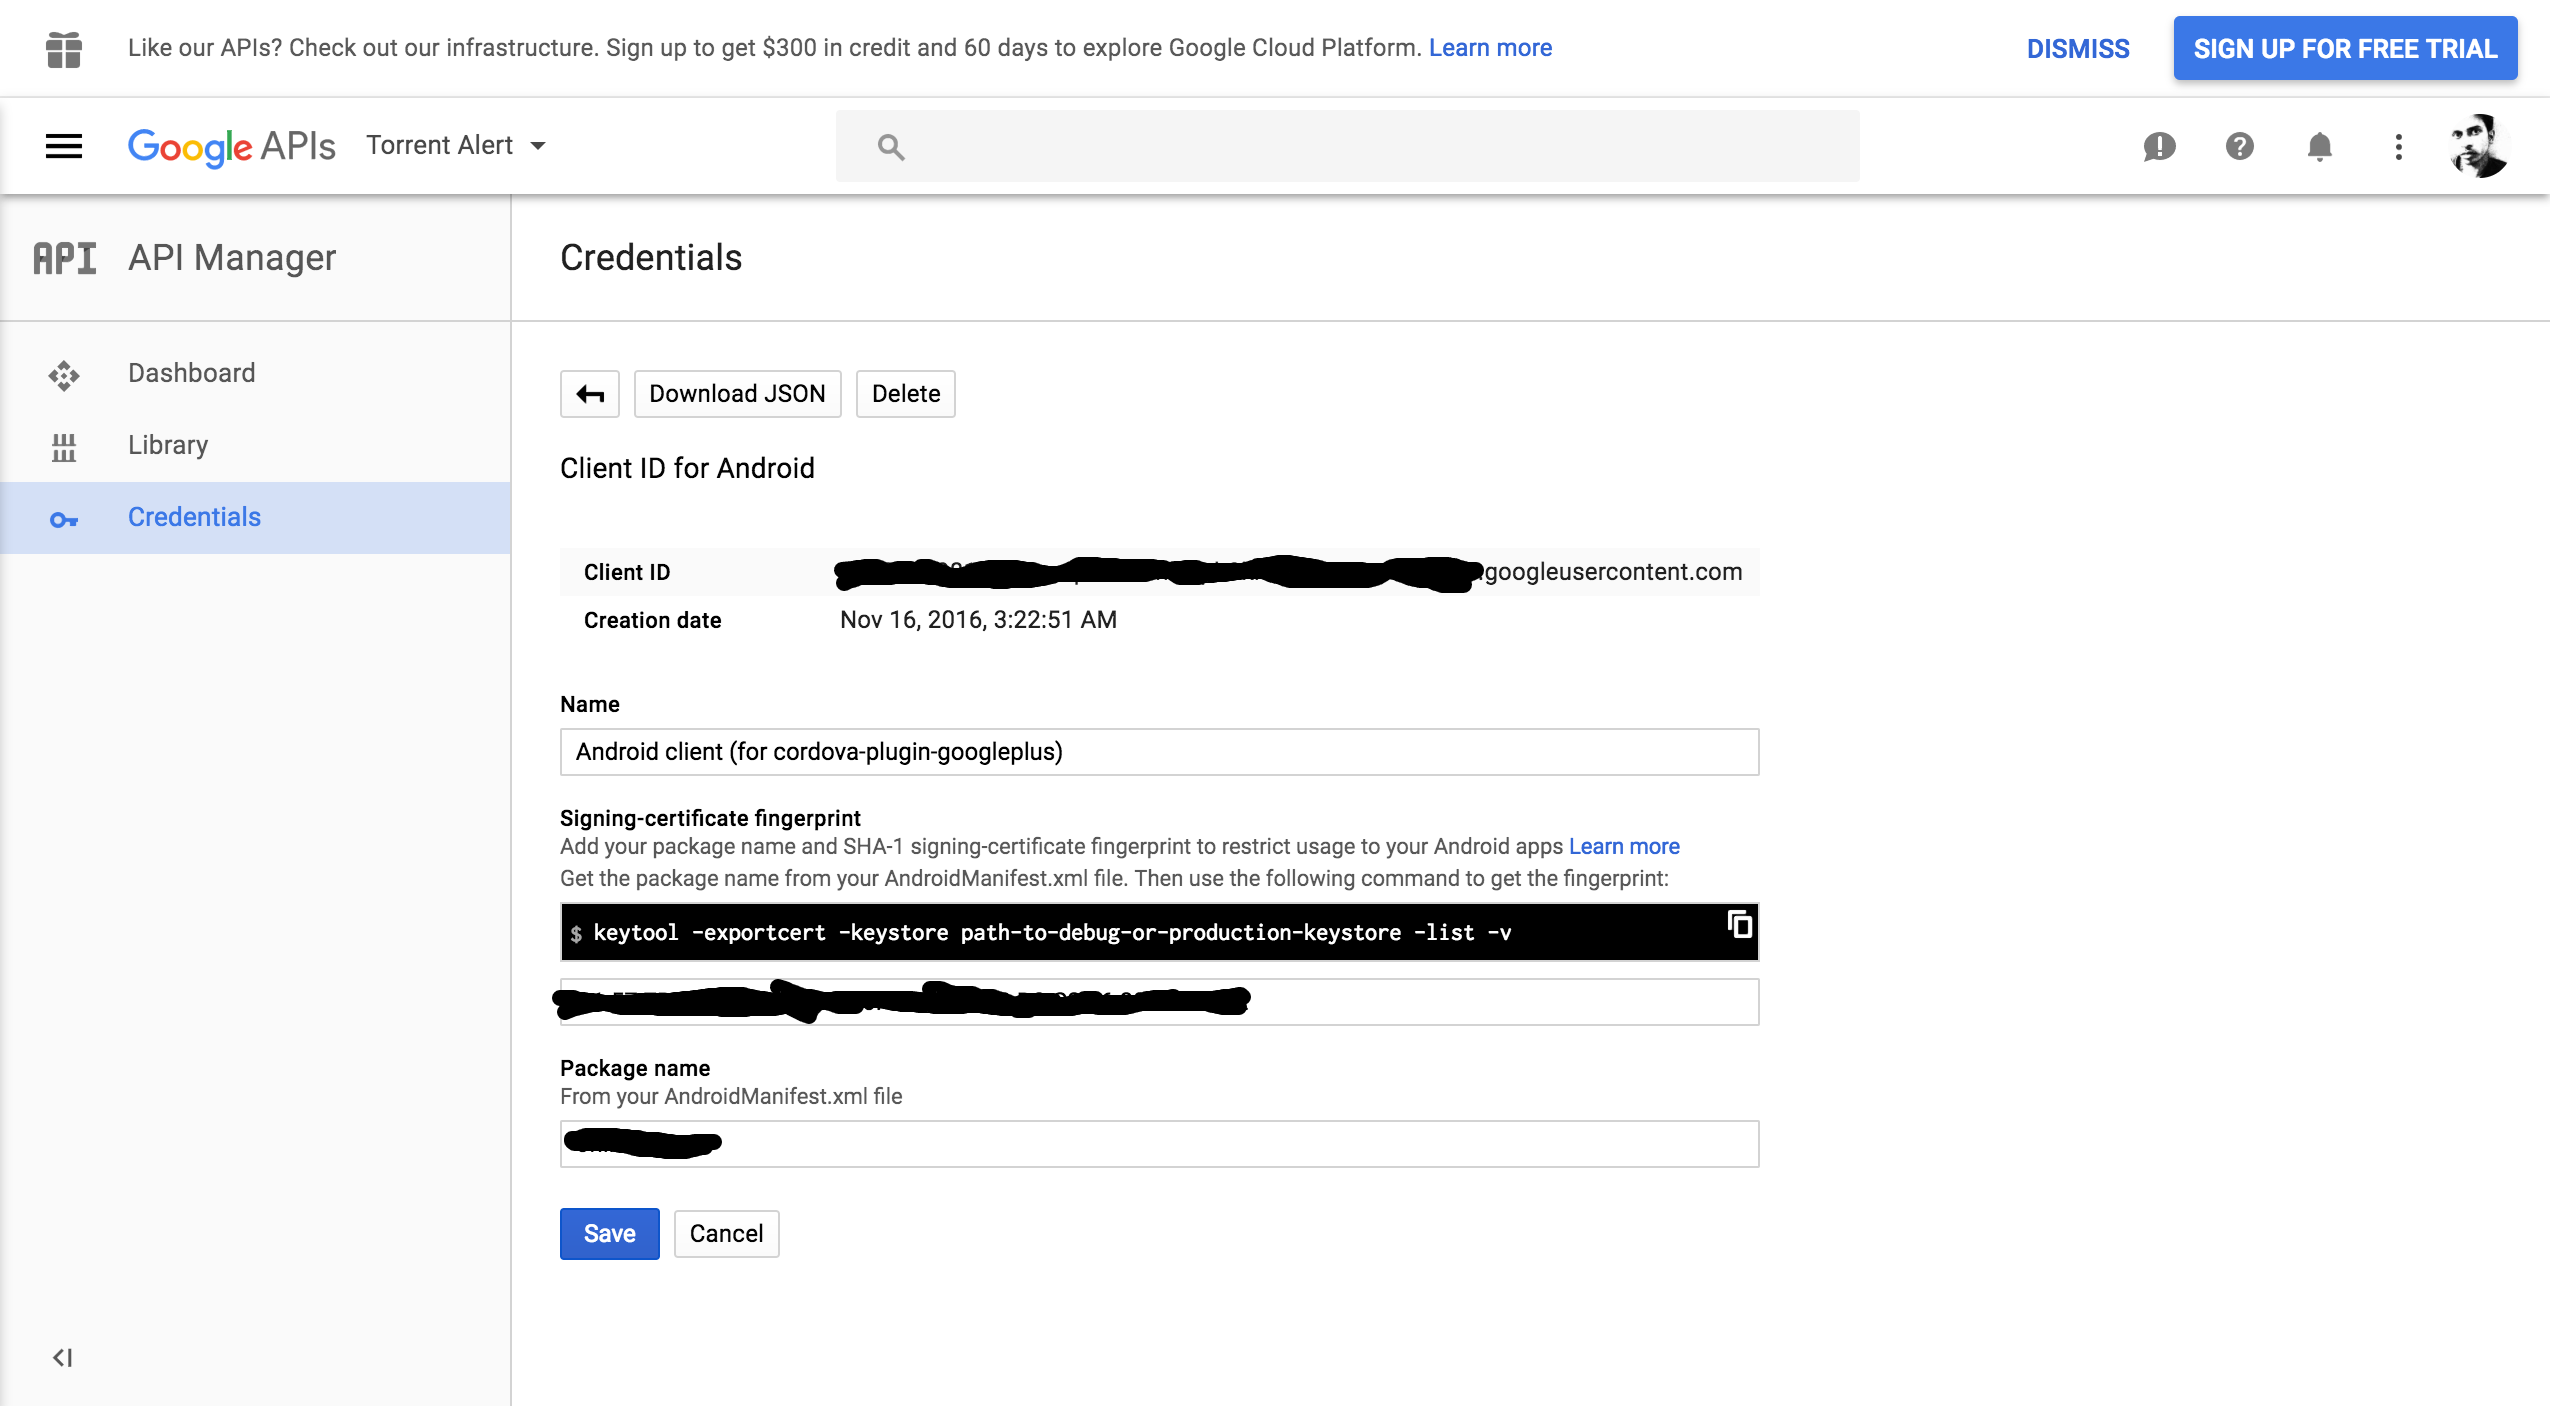 Like our APIs? Check out our infrastructure. Sign up to get $300 in credit and 60 days to explore Google Cloud Platform. Learn more
DISMISS
SIGN UP FOR FREE TRIAL
Google APIs
Torrent Alert
API
API Manager
Credentials
Dashboard
Library
Credentials
Download JSON
Delete
Client ID for Android
Client ID
.googleusercontent.com
Creation date
Nov 16, 2016, 3:22:51 AM
Name
Android client (for cordova-plugin-googleplus)
Signing-certificate fingerprint
Add your package name and SHA-1 signing-certificate fingerprint to restrict usage to your Android apps Learn more
Get the package name from your AndroidManifest.xml file. Then use the following command to get the fingerprint:
$ keytool -exportcert -keystore path-to-debug-or-production-keystore -list -v
Package name
From your AndroidManifest.xml file
Save
Cancel